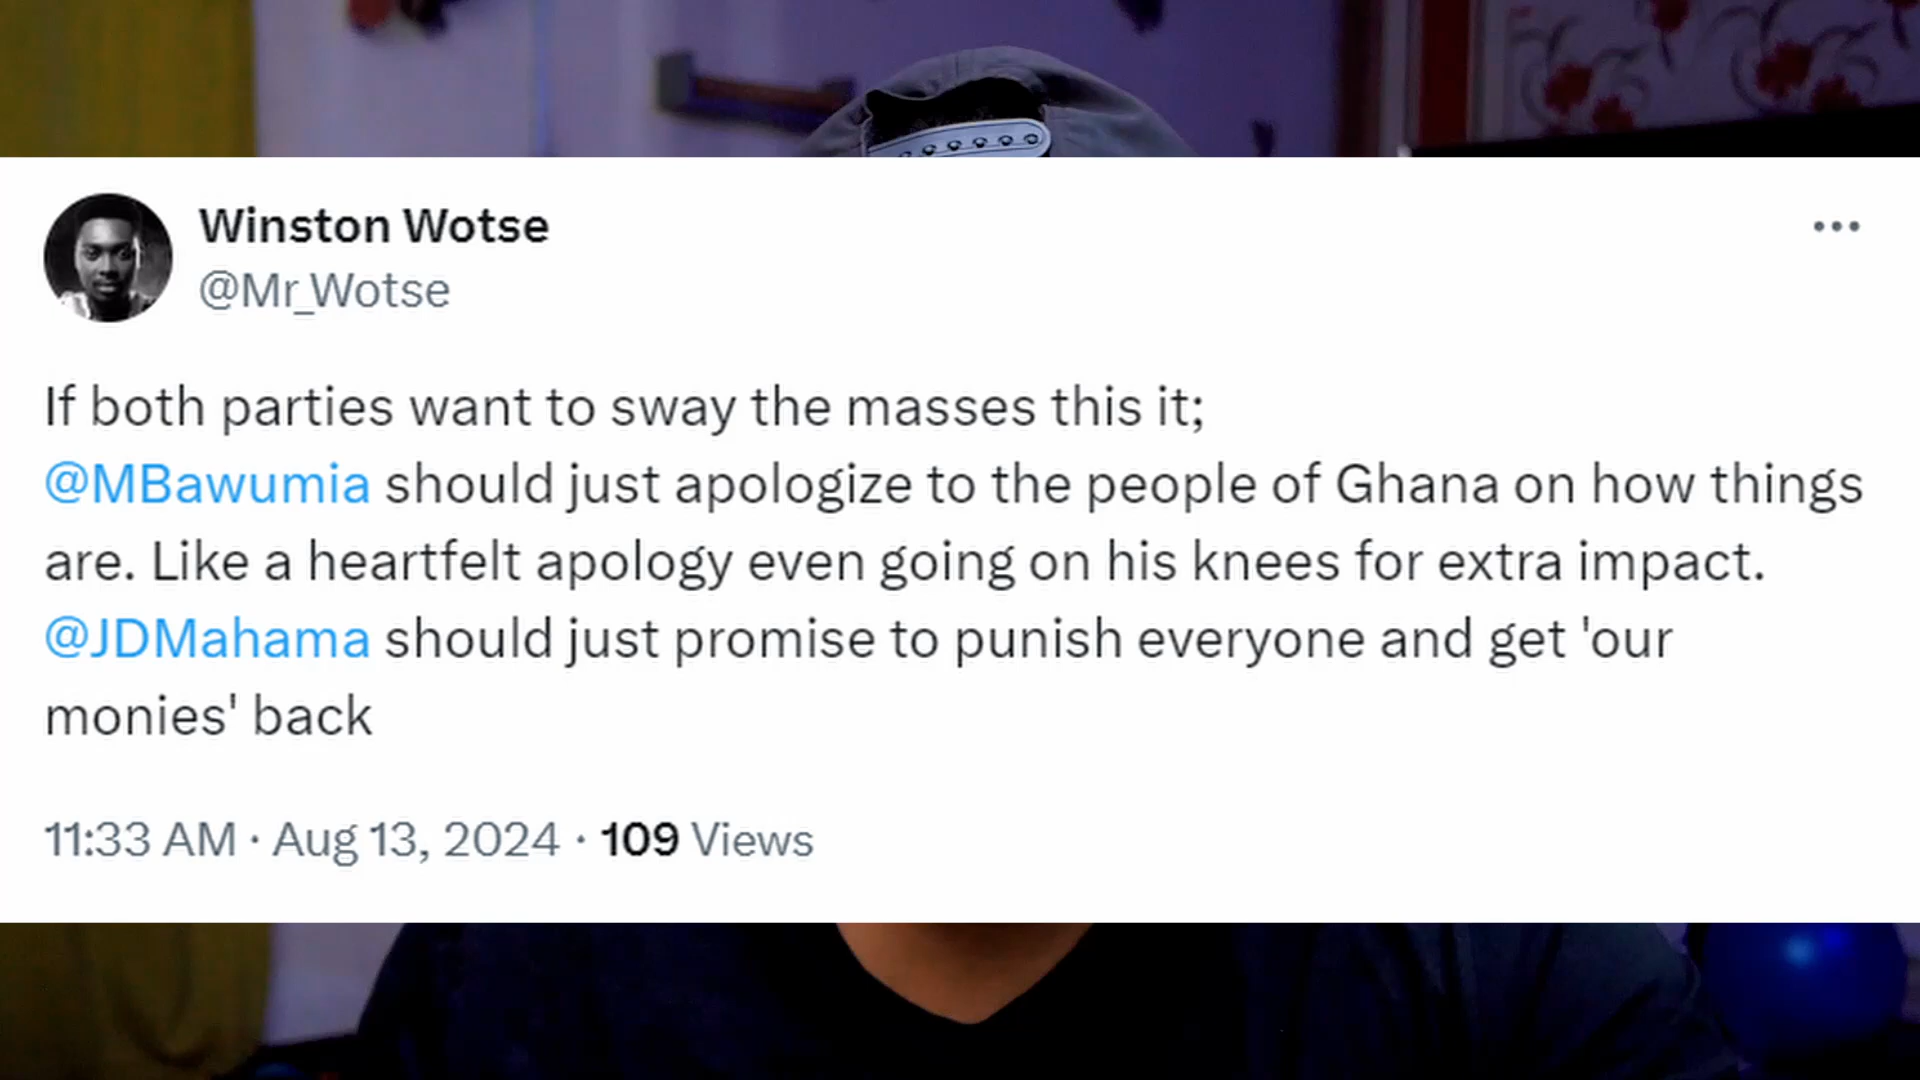 Winston Wotse
@Mr_Wotse
If both parties want to sway the masses this it;
@MBawumia should just apologize to the people of Ghana on how things
are. Like a heartfelt apology even going on his knees for extra impact.
@JDMahama should just promise to punish everyone and get 'our
monies' back
11:33 AM · Aug 13, 2024 · 109 Views